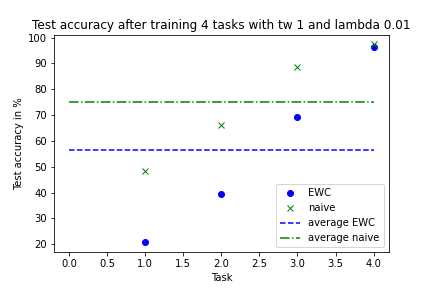 Test accuracy after training 4 tasks with tw 1 and lambda 0.01
100
90
80
70
60
50
40
30
20
Test accuracy in %
EWC
naive
average EWC
average naive
0.0 0.5 1.0 1.5 2.0 2.5 3.0 3.5 4.0
Task